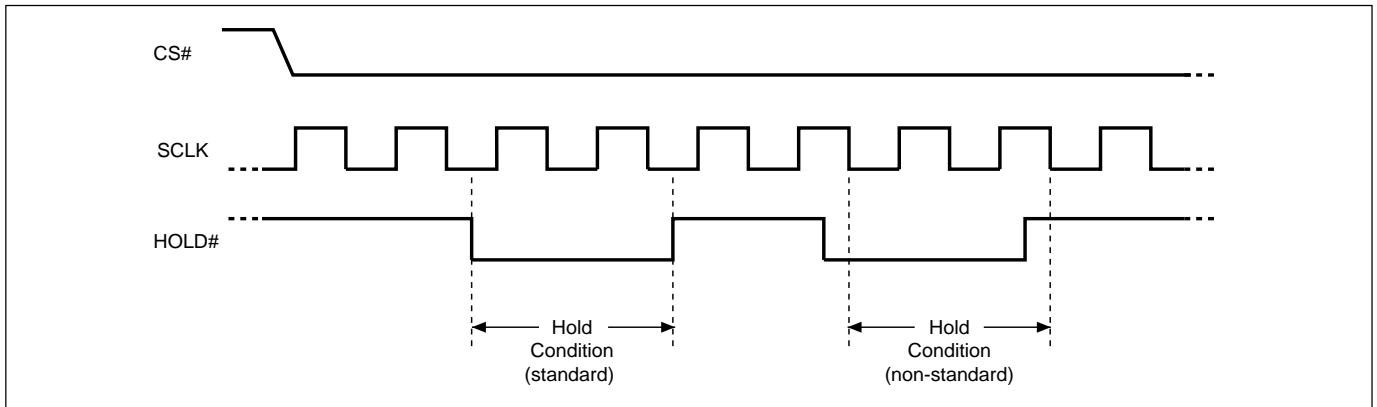 CS#
SCLK
HOLD#
Hold
Condition
(standard)
Hold
Condition
(non-standard)